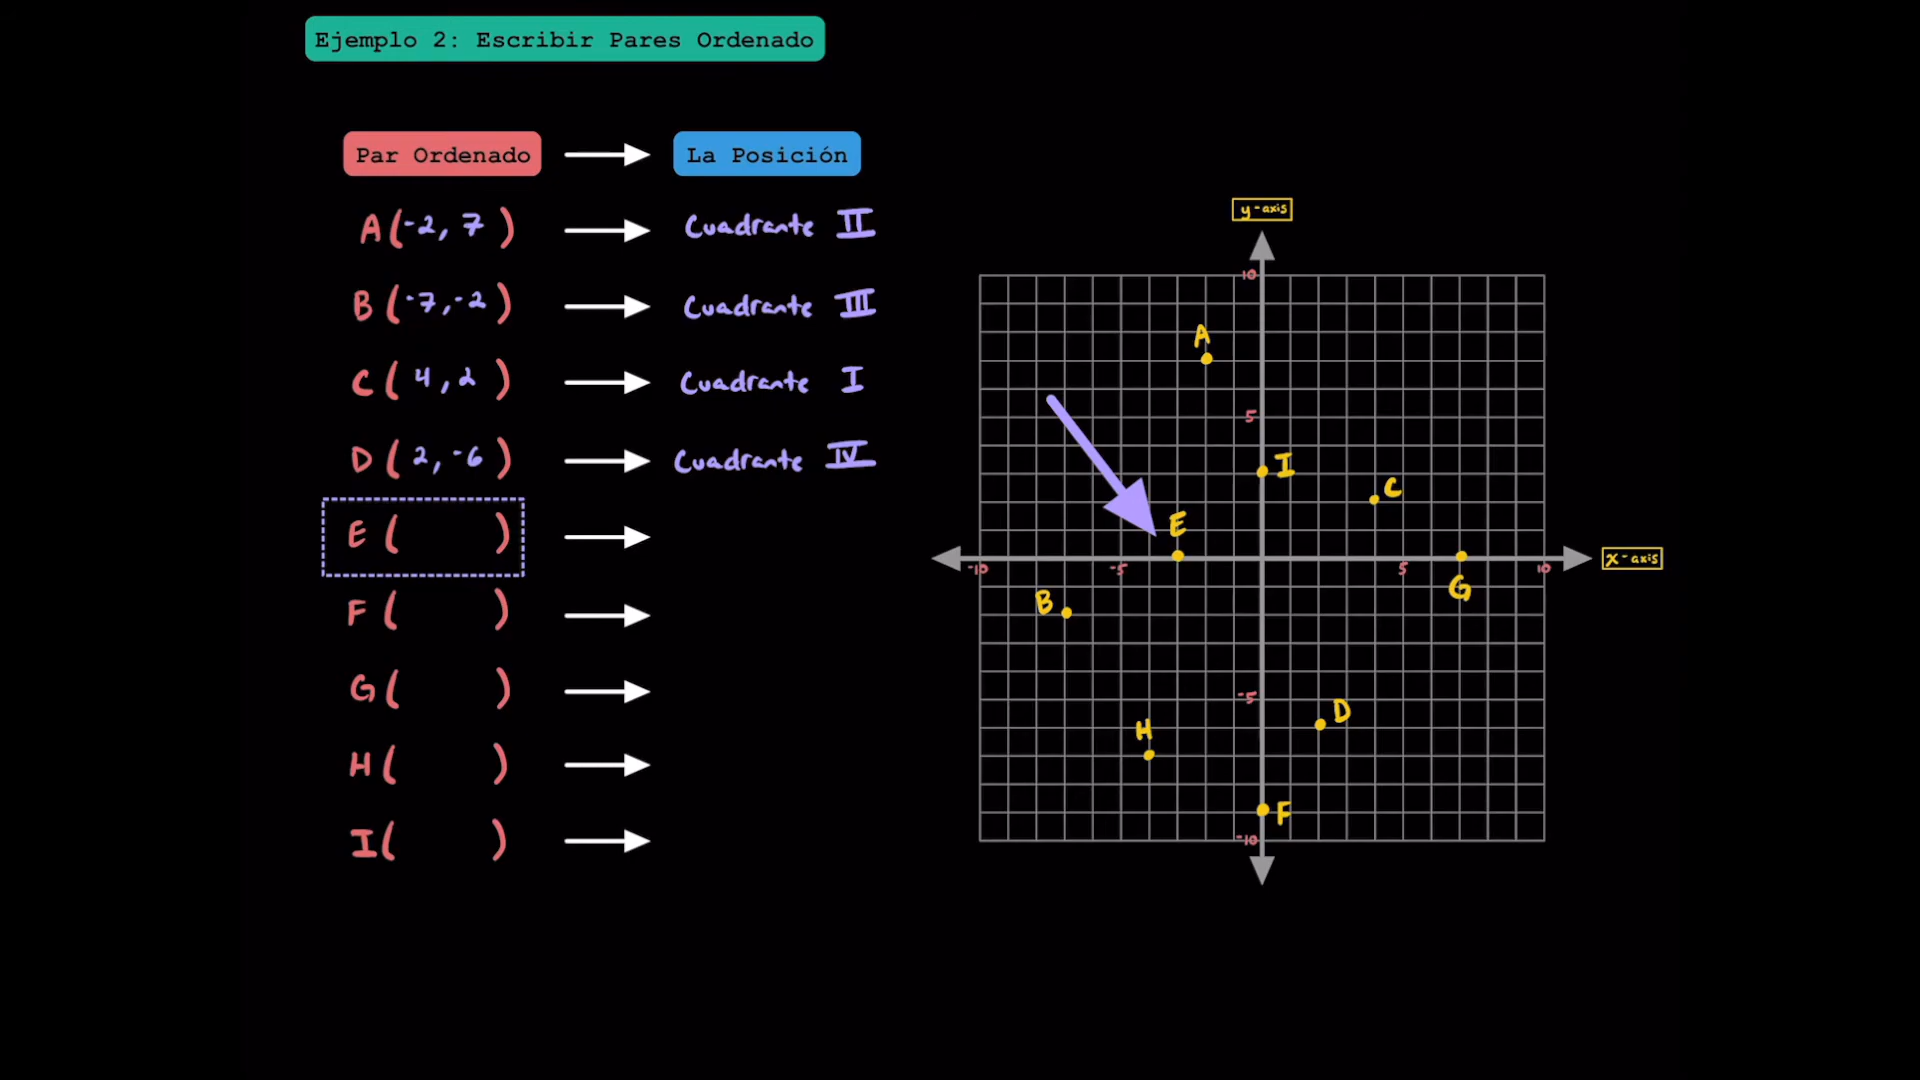 Ejemplo 2: Escribir Pares Ordenado
Par Ordenado
La Posición
A (-2, 7 )
Cuadrante II
B (-7, -2 )
Cuadrante III
C ( 4, 2 )
Cuadrante I
D ( 2, -6 )
Cuadrante IV
E ( )
F ( )
G ( )
H ( )
I ( )
y-axis
10
A
5
I
C
E
x-axis
-10
-5
5
10
G
B
-5
D
H
F
-10